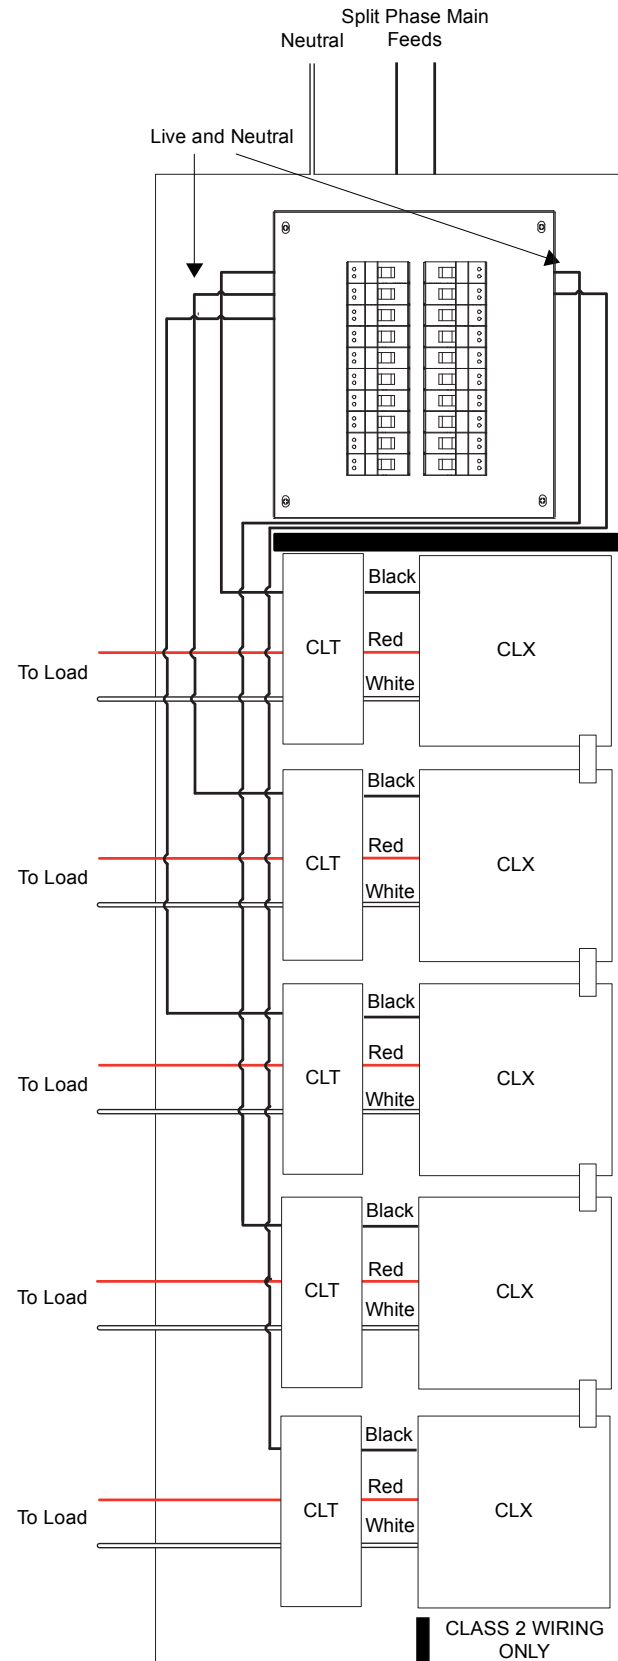 Split Phase Main
Neutral
Feeds
Live and Neutral
Black
Red
CLT
CLX
To Load
White
Black
Red
CLT
CLX
To Load
White
Black
Red
CLT
CLX
To Load
White
Black
Red
CLT
CLX
To Load
White
Black
Red
CLT
CLX
To Load
White
CLASS 2 WIRING
ONLY